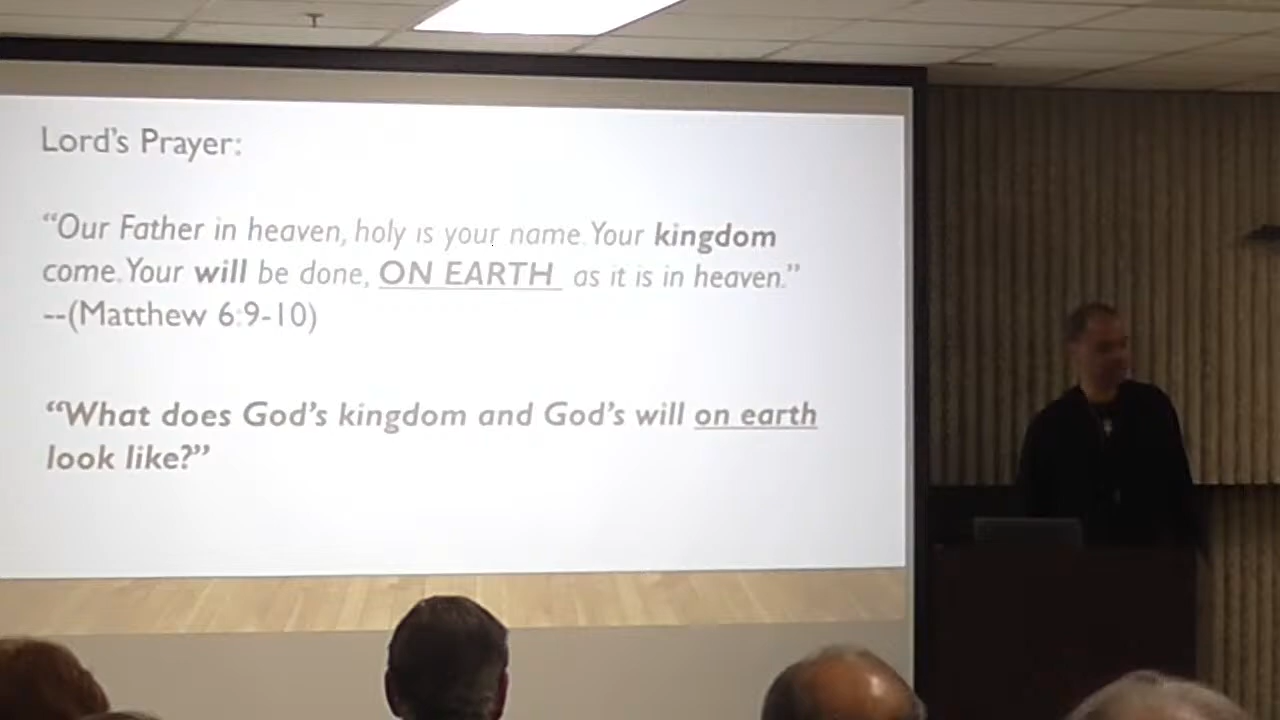 Lord's Prayer:
“Our Father in heaven, holy is your name. Your kingdom
come. Your will be done, ON EARTH as it is in heaven.”
--(Matthew 6:9-10)
“What does God's kingdom and God's will on earth
look like?”